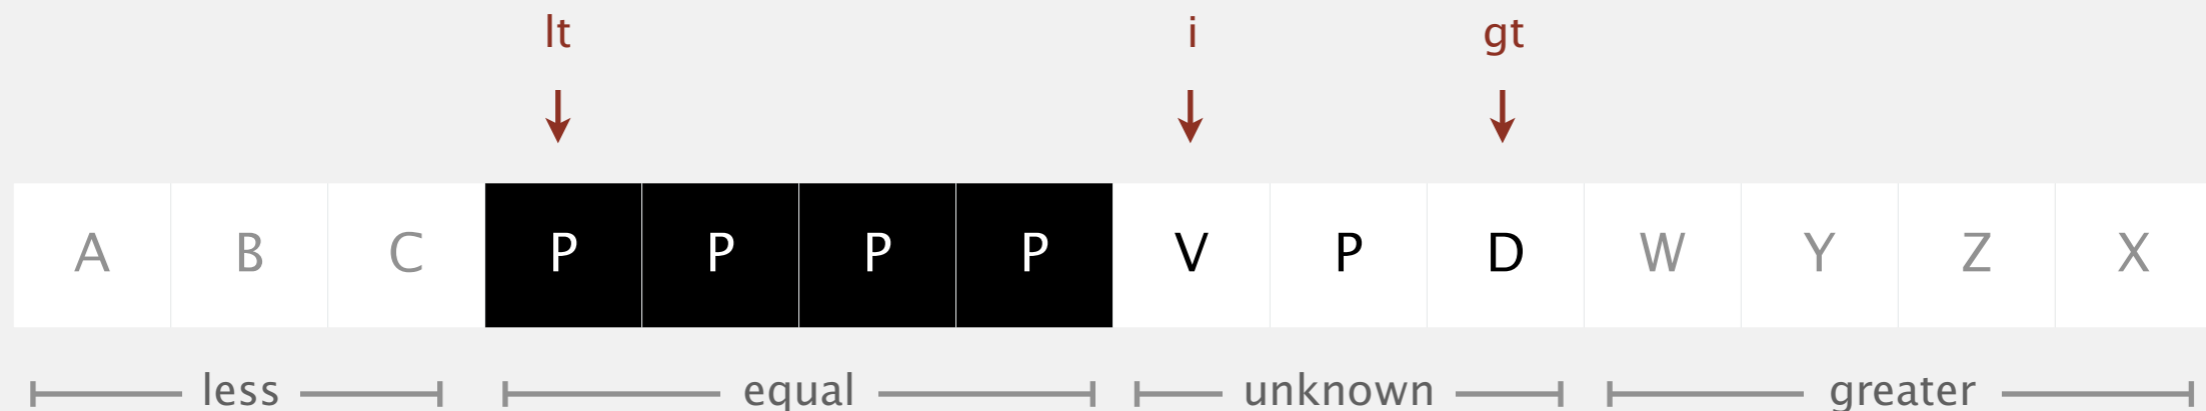 lt i gt
A B C P P P P V P D W Y Z X
less equal unknown greater